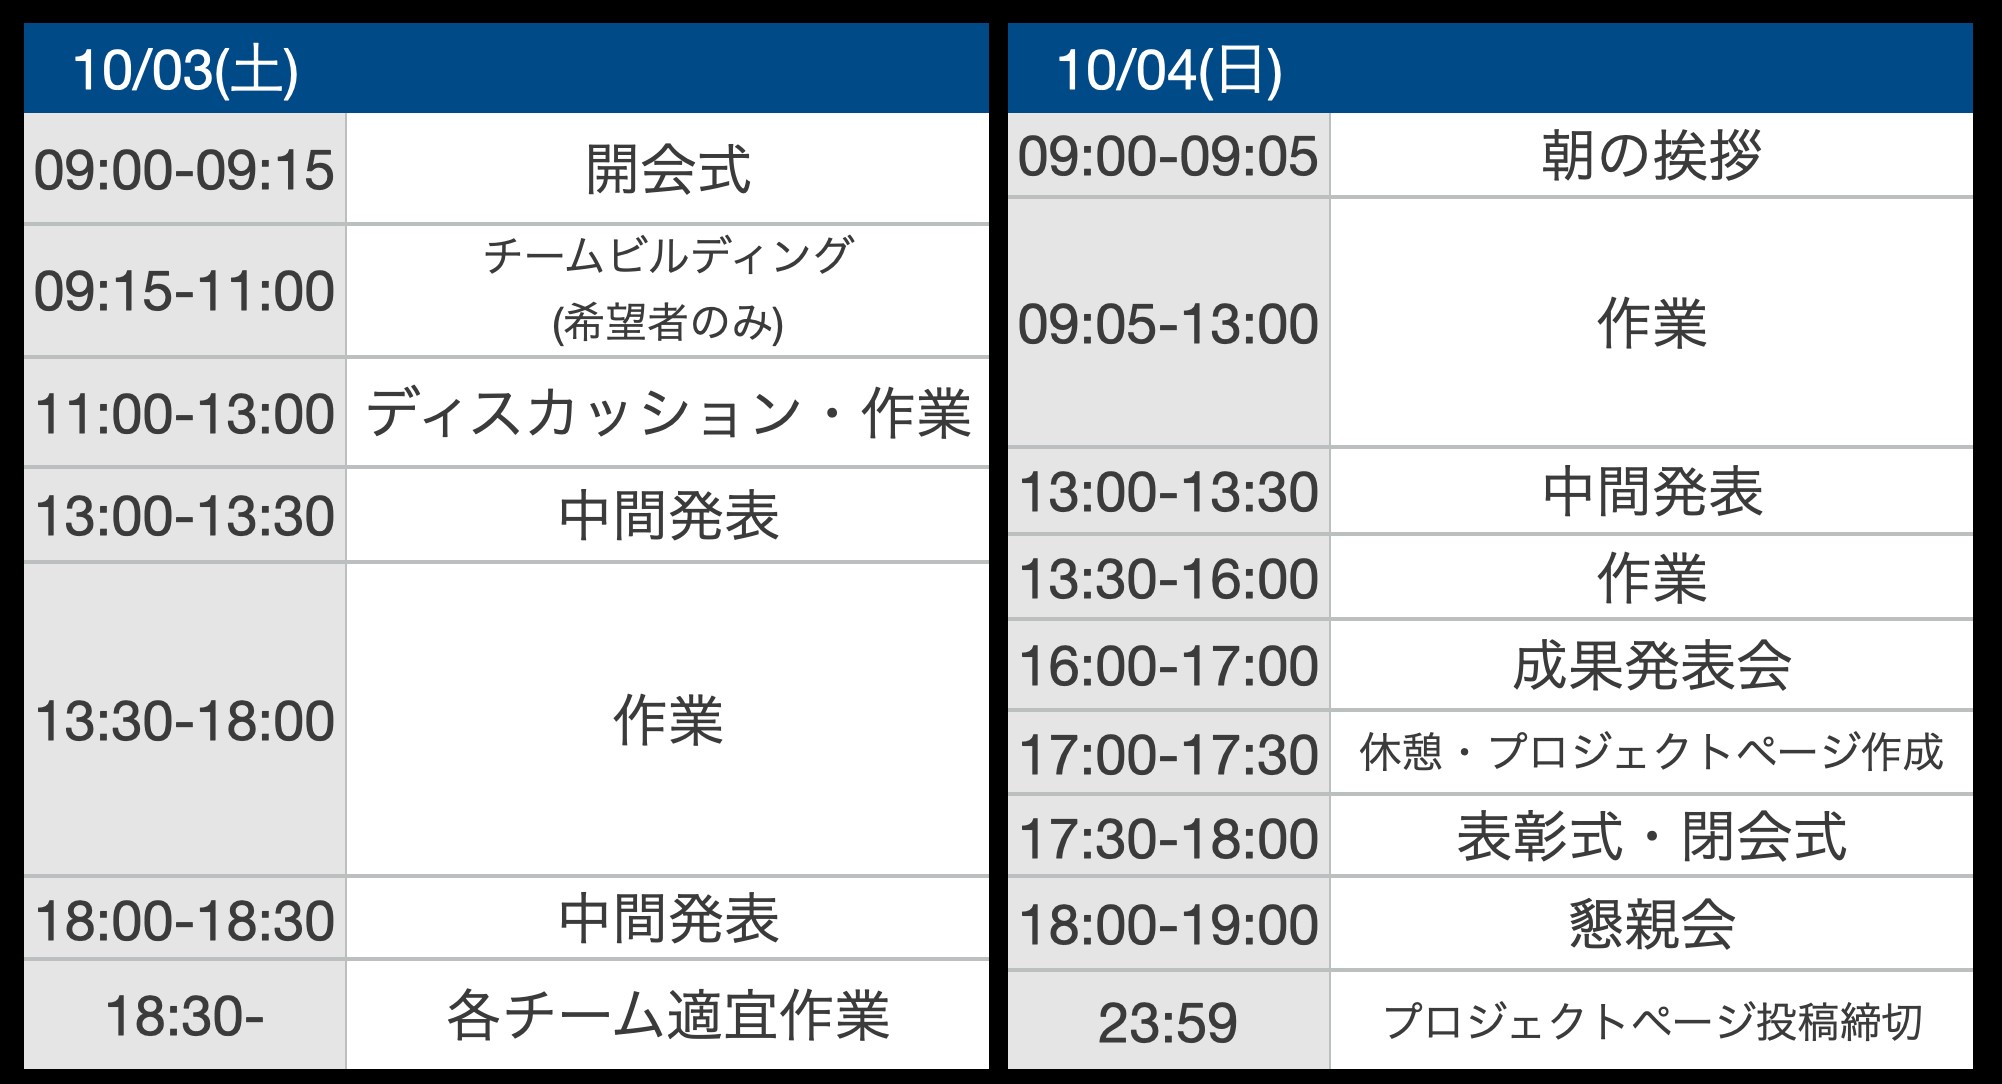 10/03(土)
09:00-09:15 開会式
09:15-11:00 チームビルディング
(希望者のみ)
11:00-13:00 ディスカッション・作業
13:00-13:30 中間発表
13:30-18:00 作業
18:00-18:30 中間発表
18:30- 各チーム適宜作業
10/04(日)
09:00-09:05 朝の挨拶
09:05-13:00 作業
13:00-13:30 中間発表
13:30-16:00 作業
16:00-17:00 成果発表会
17:00-17:30 休憩・プロジェクトページ作成
17:30-18:00 表彰式・閉会式
18:00-19:00 懇親会
23:59 プロジェクトページ投稿締切